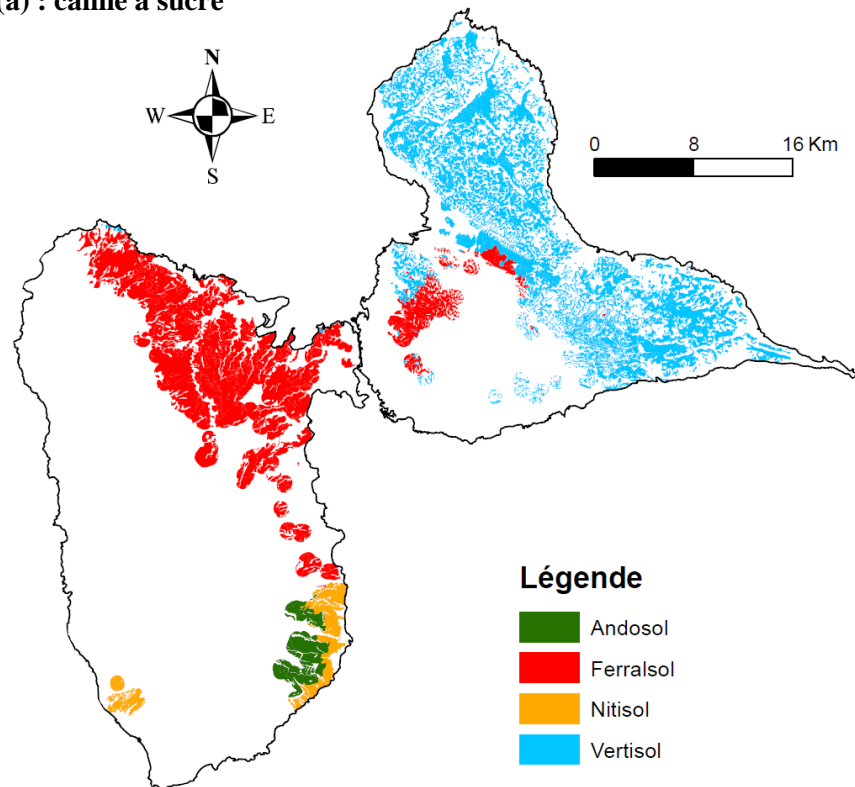 (a) : canne à sucre
N
W E
S
0 8 16 Km
Légende
Andosol
Ferralsol
Nitisol
Vertisol